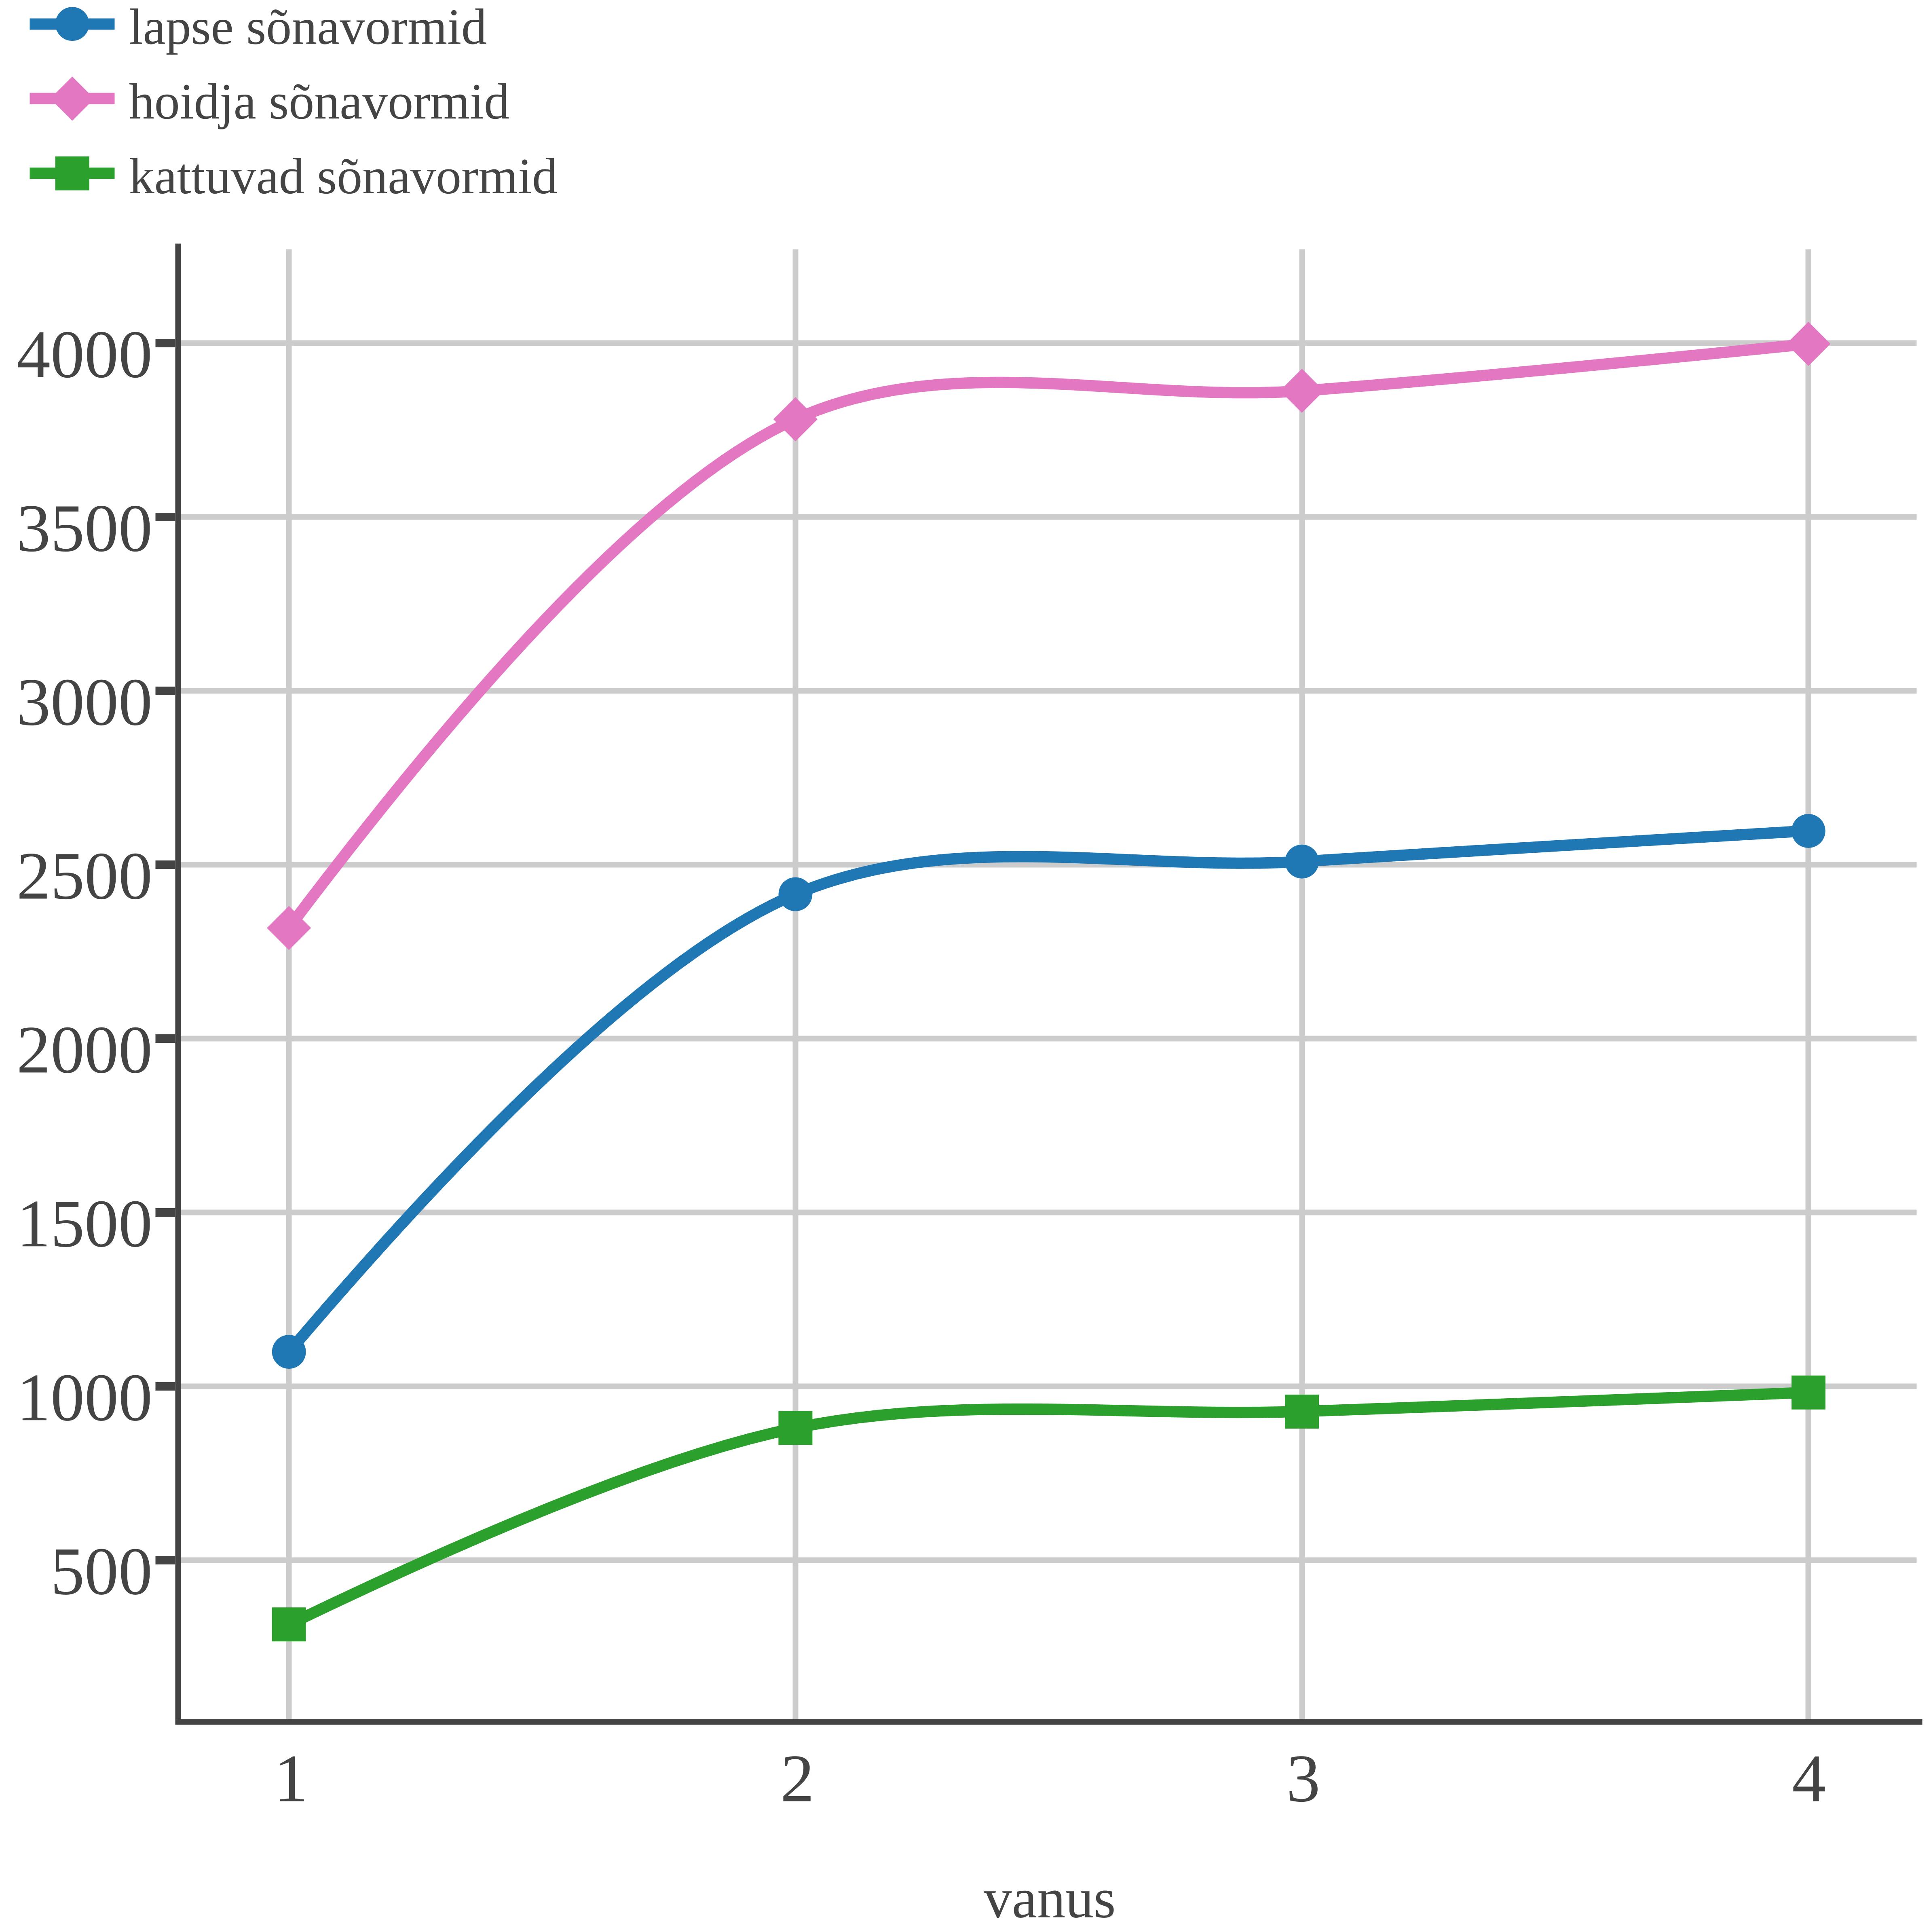 lapse sõnavormid
hoidja sõnavormid
kattuvad sõnavormid
4000
3500
3000
2500
2000
1500
1000
500
1 2 3 4
vanus